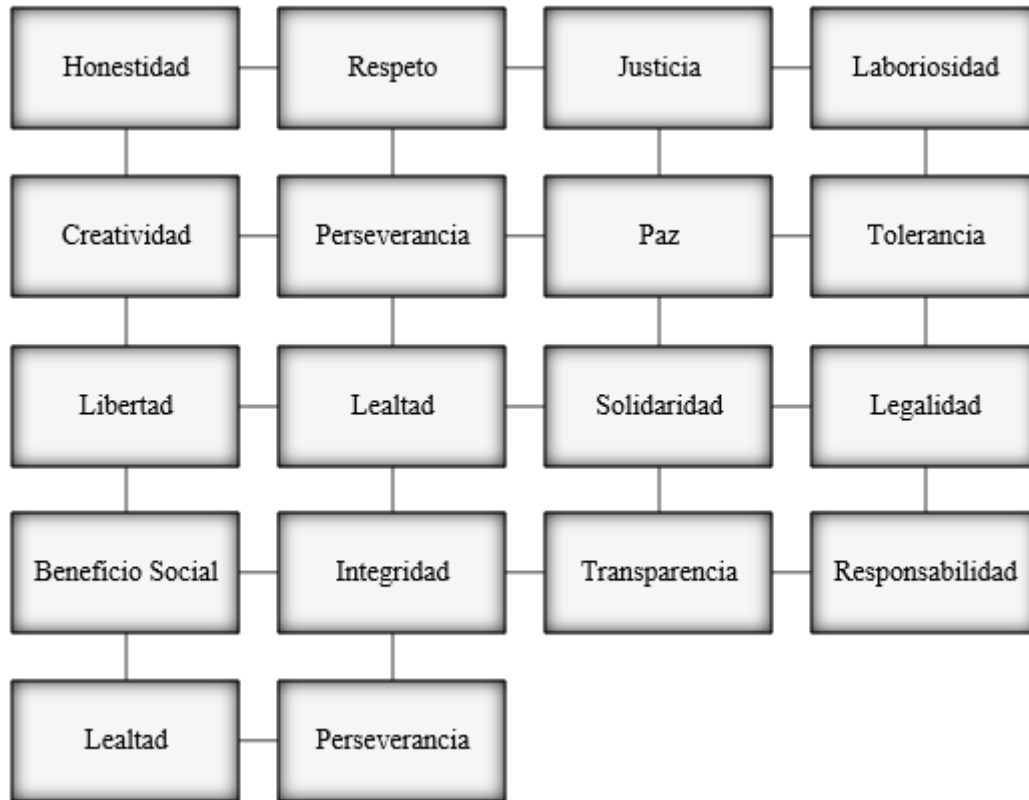 Honestidad
Respeto
Justicia
Laboriosidad
Creatividad
Perseverancia
Paz
Tolerancia
Libertad
Lealtad
Solidaridad
Legalidad
Beneficio Social
Integridad
Transparencia
Responsabilidad
Lealtad
Perseverancia